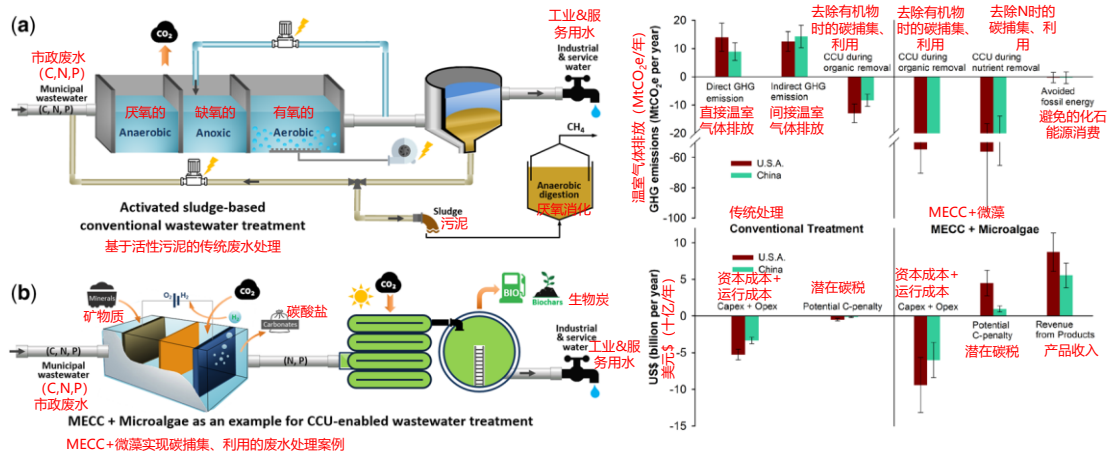 (a)
CO₂
工业&服
务用水
Industrial
& service
water
市政废水
(C,N,P)
Municipal
wastewater
(C, N, P)
厌氧的
Anaerobic
缺氧的
Anoxic
有氧的
Aerobic
CH₄
Anaerobic
digestion
厌氧消化
Sludge
污泥
Activated sludge-based
conventional wastewater treatment
基于活性污泥的传统废水处理
(b)
Minerals
矿物质
O₂
H₂
CO₂
H₂
碳酸盐
Carbonates
(C, N, P)
Municipal
wastewater
(C,N,P)
市政废水
(N, P)
CO₂
BIO
Biochars
生物炭
Industrial
& service
water
工业&服
务用水
MECC + Microalgae as an example for CCU-enabled wastewater treatment
MECC+微藻实现碳捕集、利用的废水处理案例
温室气体排放（MtCO₂e/年）
GHG emissions (MtCO₂e per year)
20
10
0
-10
-20
-60
-80
-100
去除有机物
时的碳捕集、
利用
CCU during
organic removal
去除有机物
时的碳捕集、
利用
CCU during
organic removal
去除N时的
碳捕集、利
用
CCU during
nutrient removal
Direct GHG
emission
直接温室
气体排放
Indirect GHG
emission
间接温室
气体排放
Avoided
fossil energy
避免的化石
能源消费
U.S.A.
China
传统处理
Conventional Treatment
MECC+微藻
MECC + Microalgae
美元$（十亿/年）
US$ (billion per year)
10
5
0
-5
-10
-15
U.S.A.
China
资本成本+
运行成本
Capex + Opex
潜在碳税
Potential C-penalty
资本成本+
运行成本
Capex + Opex
Potential
C-penalty
潜在碳税
Revenue
from Products
产品收入